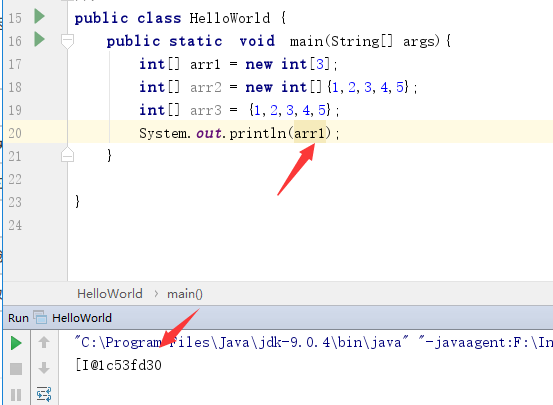 15 public class HelloWorld {
16 public static void main(String[] args){
17 int[] arr1 = new int[3];
18 int[] arr2 = new int[]{1,2,3,4,5};
19 int[] arr3 = {1,2,3,4,5};
20 System.out.println(arr1);
21 }
22
23 }
24
HelloWorld › main()
Run HelloWorld
"C:\Program Files\Java\jdk-9.0.4\bin\java" "-javaagent:F:\In
[I@1c53fd30